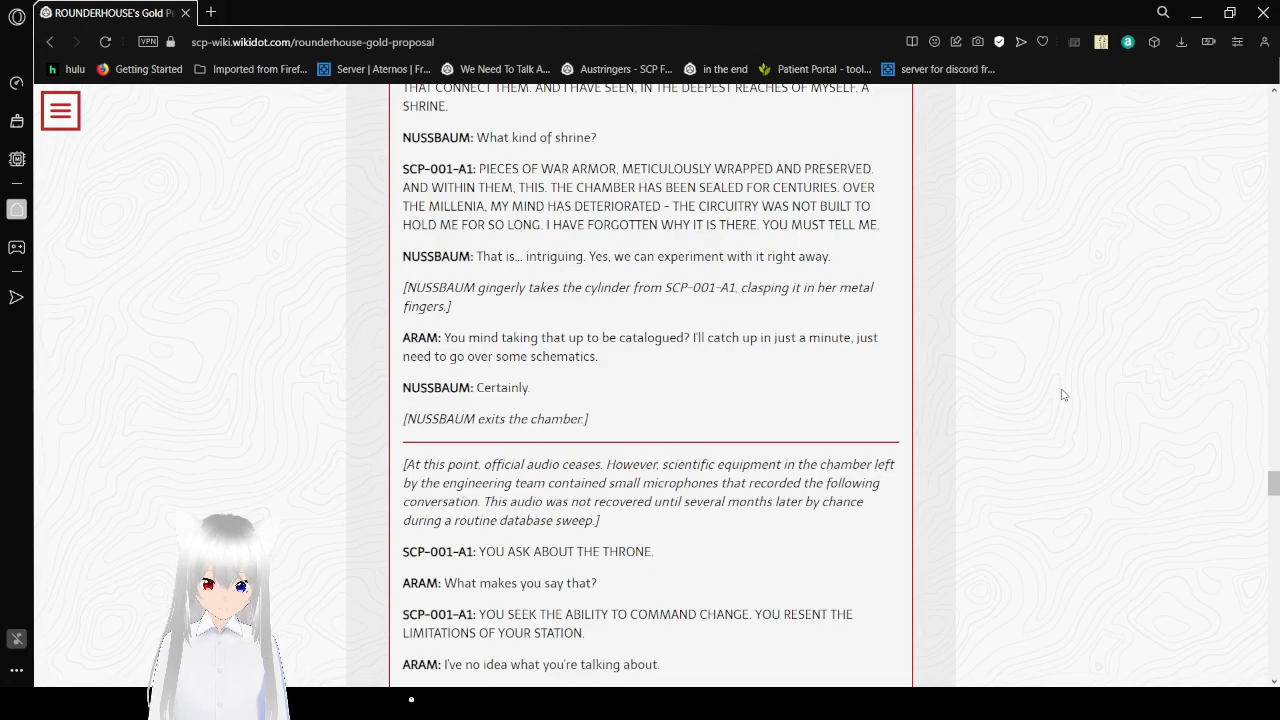 ROUNDERHOUSE's Gold P
scp-wiki.wikidot.com/rounderhouse-gold-proposal
VPN
hulu
Getting Started
Imported from Firef...
Server | Aternos | Fr...
We Need To Talk A...
Austringers - SCP F...
in the end
Patient Portal - tool...
server for discord fr...
THAT CONNECT THEM. AND I HAVE SEEN, IN THE DEEPEST REACHES OF MYSELF, A
SHRINE.
NUSSBAUM: What kind of shrine?
SCP-001-A1: PIECES OF WAR ARMOR, METICULOUSLY WRAPPED AND PRESERVED.
AND WITHIN THEM, THIS. THE CHAMBER HAS BEEN SEALED FOR CENTURIES. OVER
THE MILLENIA, MY MIND HAS DETERIORATED - THE CIRCUITRY WAS NOT BUILT TO
HOLD ME FOR SO LONG. I HAVE FORGOTTEN WHY IT IS THERE. YOU MUST TELL ME.
NUSSBAUM: That is... intriguing. Yes, we can experiment with it right away.
[NUSSBAUM gingerly takes the cylinder from SCP-001-A1, clasping it in her metal
fingers.]
ARAM: You mind taking that up to be catalogued? I'll catch up in just a minute, just
need to go over some schematics.
NUSSBAUM: Certainly.
[NUSSBAUM exits the chamber.]
[At this point, official audio ceases. However, scientific equipment in the chamber left
by the engineering team contained small microphones that recorded the following
conversation. This audio was not recovered until several months later by chance
during a routine database sweep.]
SCP-001-A1: YOU ASK ABOUT THE THRONE.
ARAM: What makes you say that?
SCP-001-A1: YOU SEEK THE ABILITY TO COMMAND CHANGE. YOU RESENT THE
LIMITATIONS OF YOUR STATION.
ARAM: I've no idea what you're talking about.